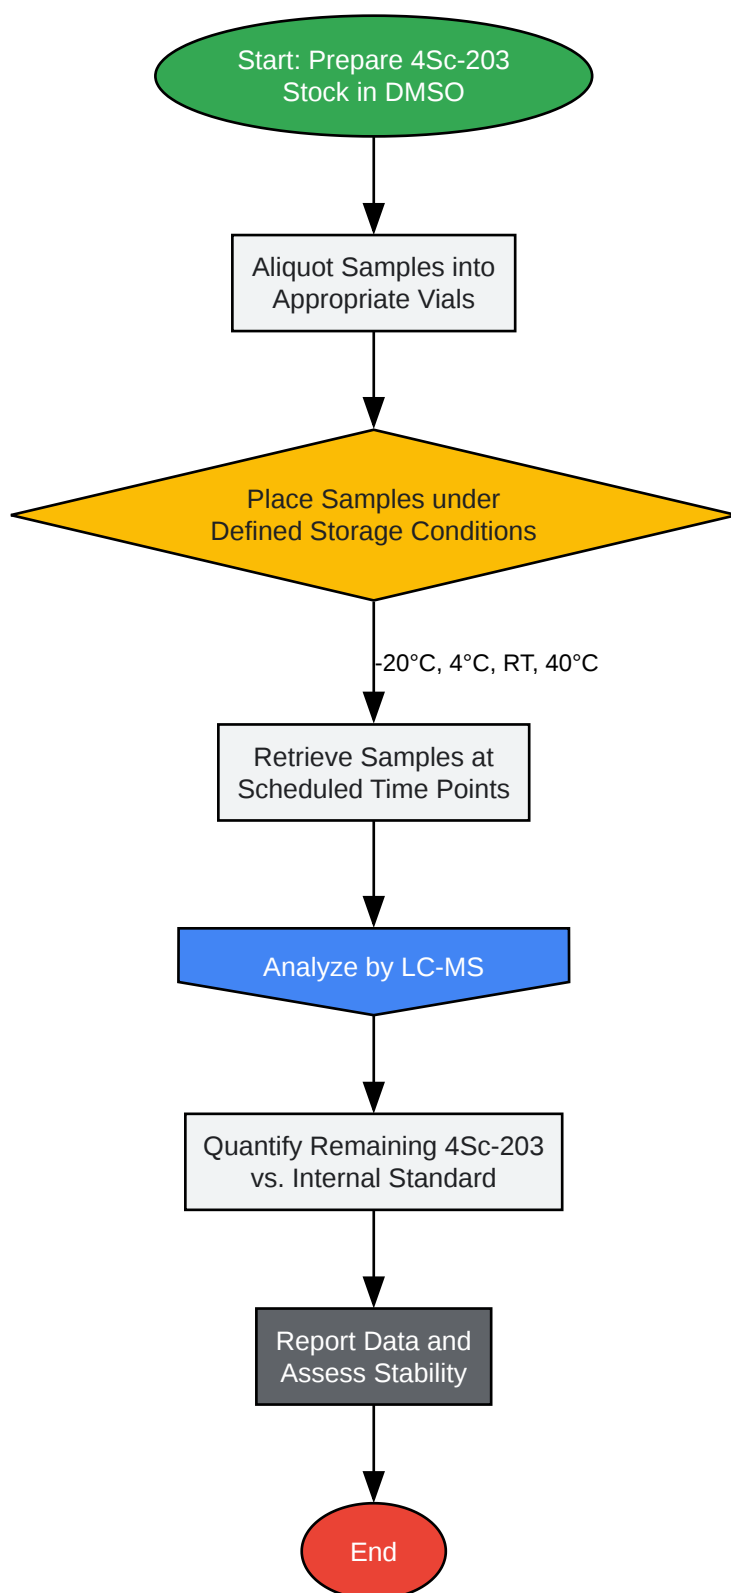 Start: Prepare 4Sc-203
Stock in DMSO
Aliquot Samples into
Appropriate Vials
Place Samples under
Defined Storage Conditions
-20°C, 4°C, RT, 40°C
Retrieve Samples at
Scheduled Time Points
Analyze by LC-MS
Quantify Remaining 4Sc-203
vs. Internal Standard
Report Data and
Assess Stability
End